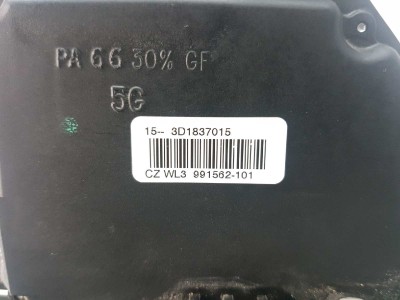 PA 66 30% GF
5G
15-- 3D1837015
CZ WL3 991562-101